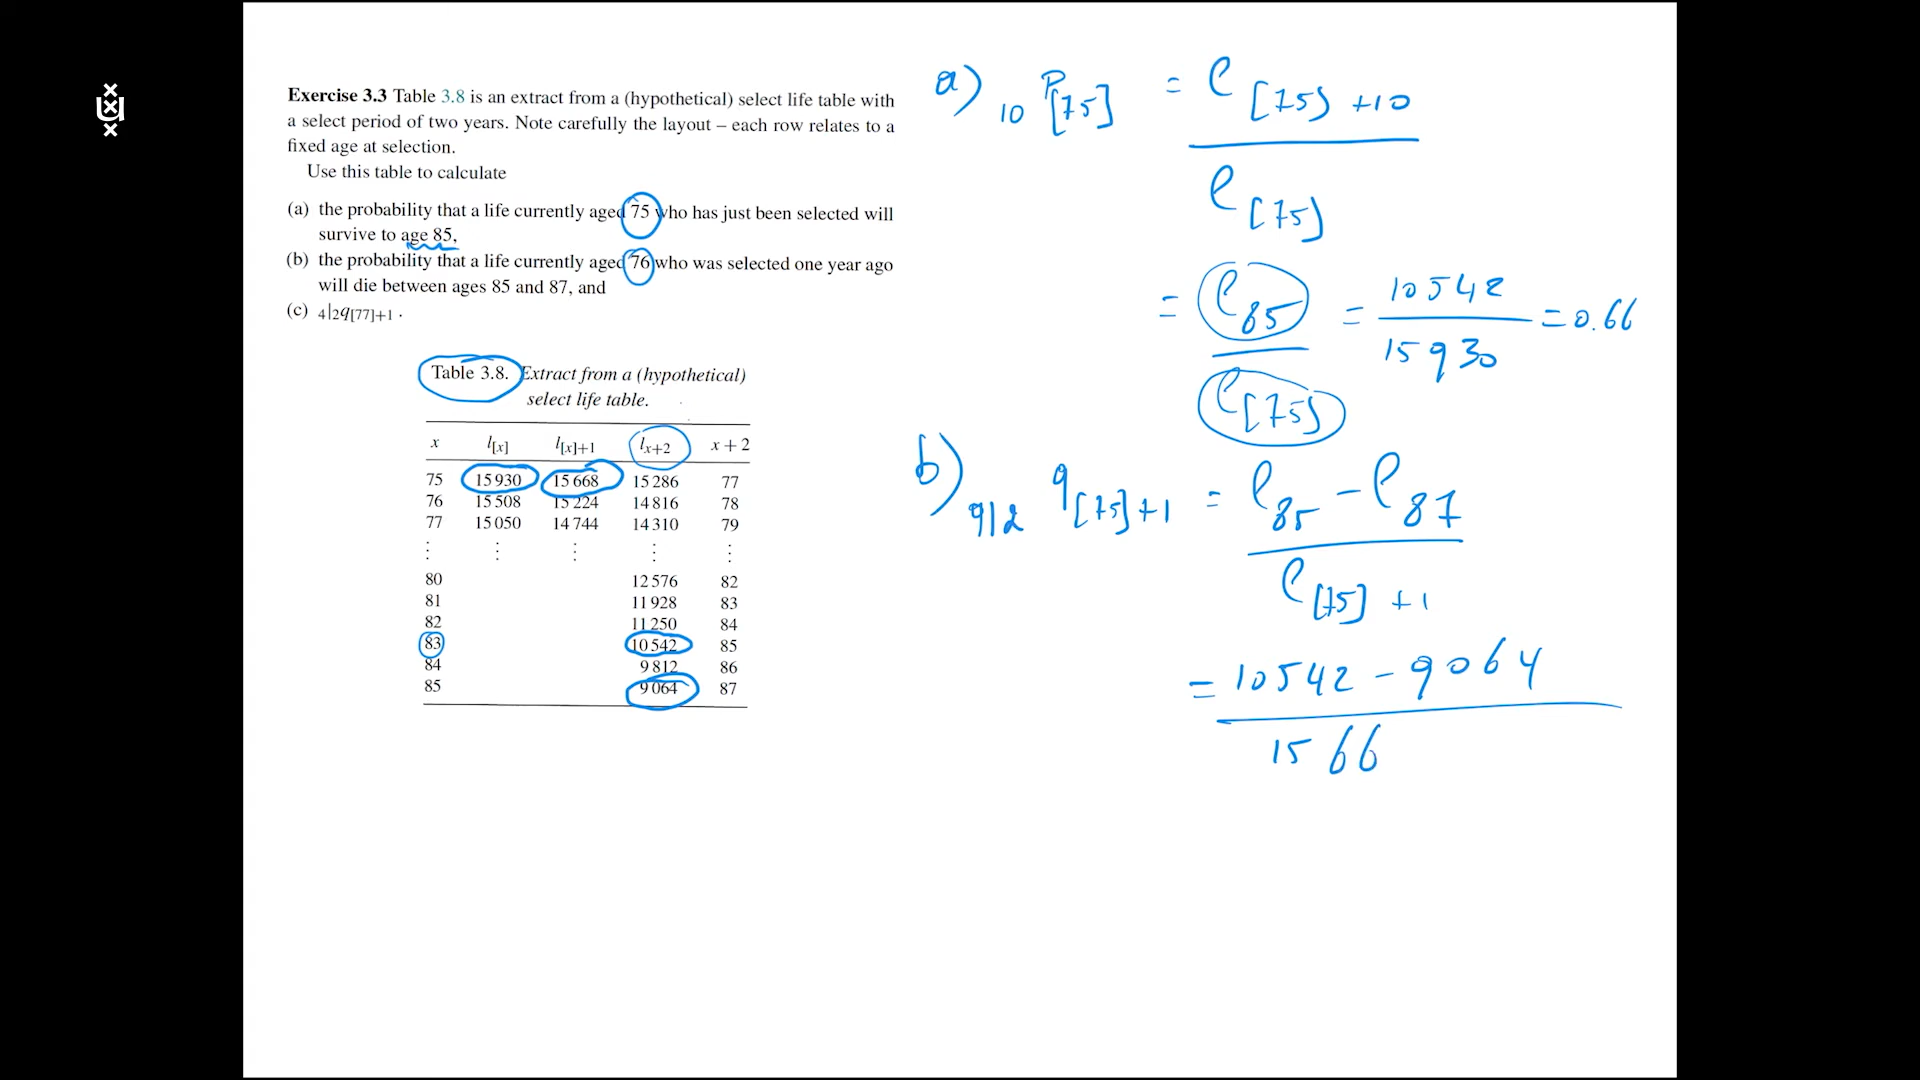 Exercise 3.3 Table 3.8 is an extract from a (hypothetical) select life table with
a select period of two years. Note carefully the layout – each row relates to a
fixed age at selection.
Use this table to calculate
(a) the probability that a life currently aged 75 who has just been selected will
survive to age 85,
(b) the probability that a life currently aged 76 who was selected one year ago
will die between ages 85 and 87, and
(c) 4|2q[77]+1 .
Table 3.8. Extract from a (hypothetical)
select life table.
x l[x] l[x]+1 lx+2 x + 2
75 15 930 15 668 15 286 77
76 15 508 15 224 14 816 78
77 15 050 14 744 14 310 79
⋮ ⋮ ⋮ ⋮ ⋮
80 12 576 82
81 11 928 83
82 11 250 84
83 10 542 85
84 9 812 86
85 9 064 87
a) 10 P[75] = l[75]+10
l[75]
= l85 = 10542 = 0.66
l[75] 15930
b) 9|2 q[75]+1 = l85 - l87
l[75]+1
= 10542 - 9064
1566